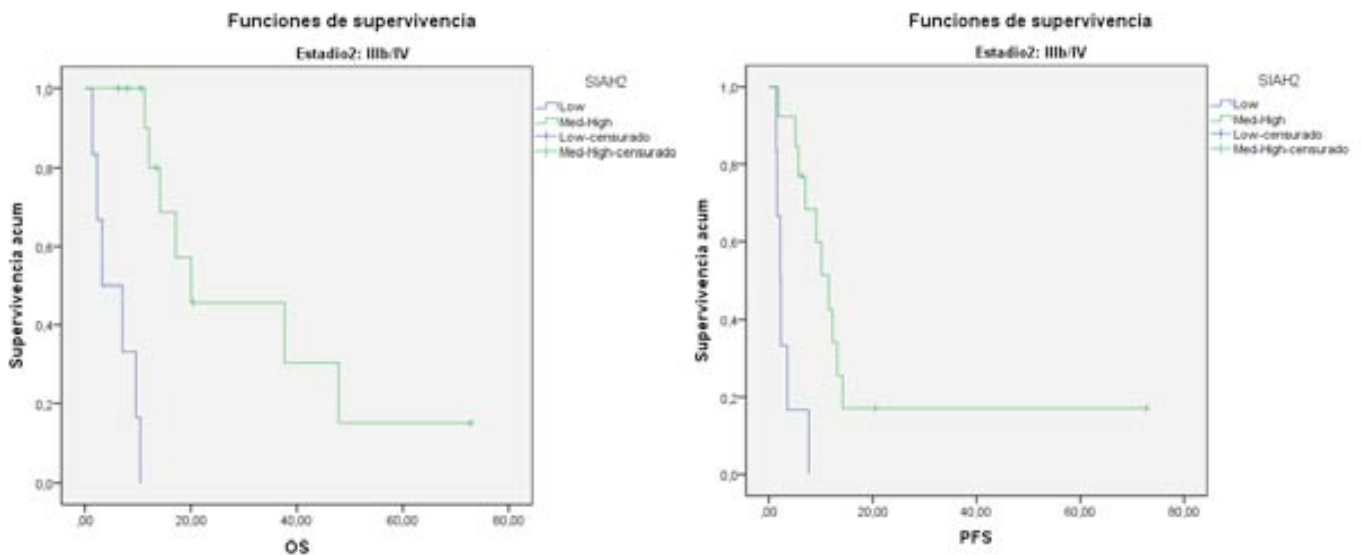 Funciones de supervivencia
Estadio2: IIIb/IV
SIAH2
Low
Med-High
Low-censurado
Med-High-censurado
Supervivencia acum
1,0
0,8
0,6
0,4
0,2
0,0
,00
20,00
40,00
60,00
80,00
OS
Funciones de supervivencia
Estadio2: IIIb/IV
SIAH2
Low
Med-High
Low-censurado
Med-High-censurado
Supervivencia acum
1,0
0,8
0,6
0,4
0,2
0,0
,00
20,00
40,00
60,00
80,00
PFS